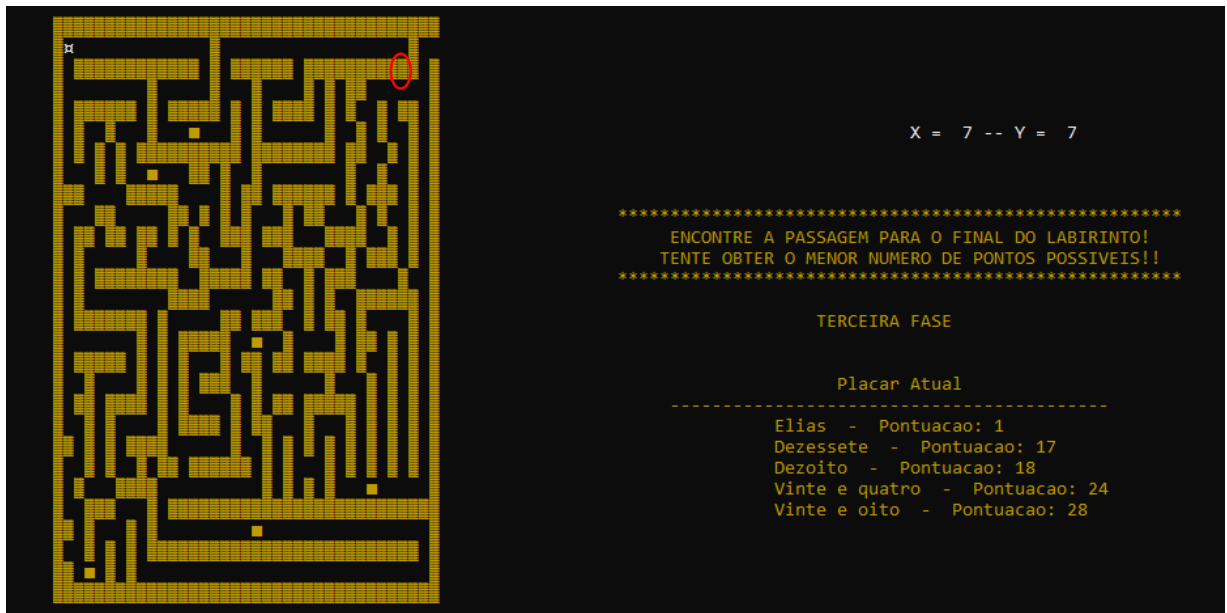 X =  7 -- Y =  7
******************************************************
ENCONTRE A PASSAGEM PARA O FINAL DO LABIRINTO!
TENTE OBTER O MENOR NUMERO DE PONTOS POSSIVEIS!!
******************************************************
TERCEIRA FASE
Placar Atual
------------------------------------------
Elias  -  Pontuacao: 1
Dezessete  -  Pontuacao: 17
Dezoito  -  Pontuacao: 18
Vinte e quatro  -  Pontuacao: 24
Vinte e oito  -  Pontuacao: 28